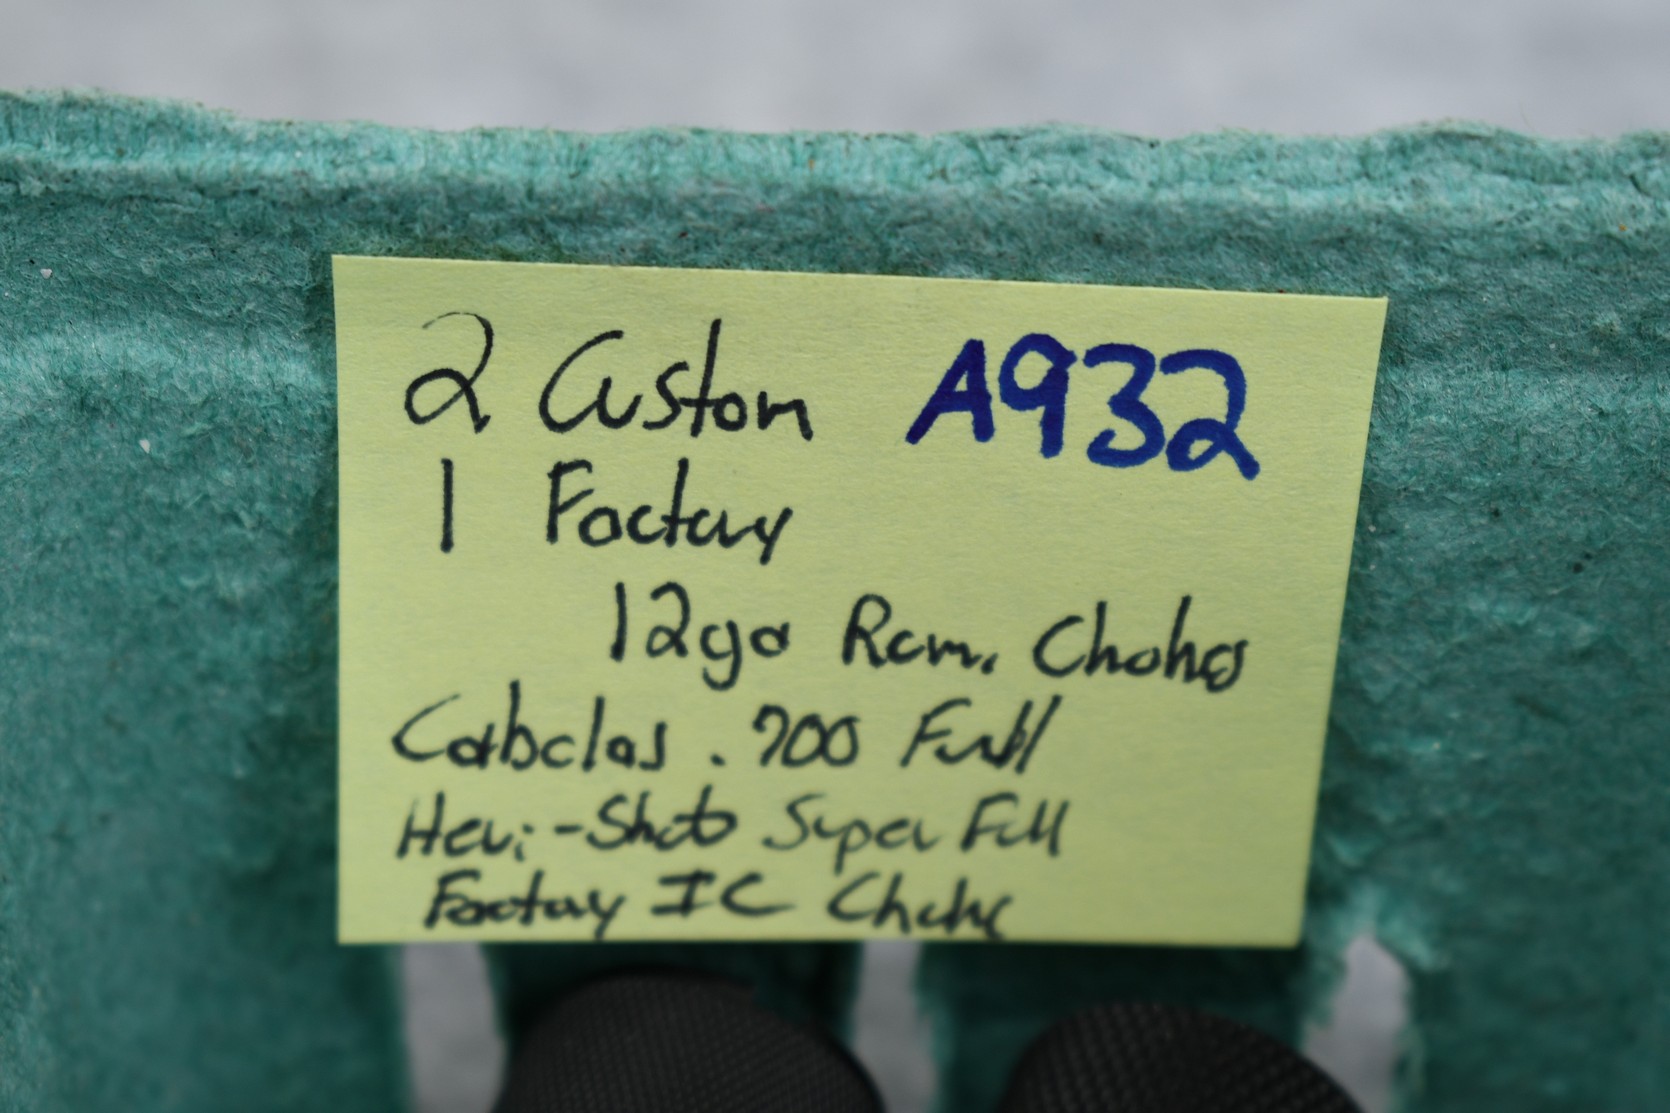 2 Custom A932
1 Factory
12ga Rem. Chokes
Cabelas .700 Full
Hevi-Shot Super Full
Factory IC Choke